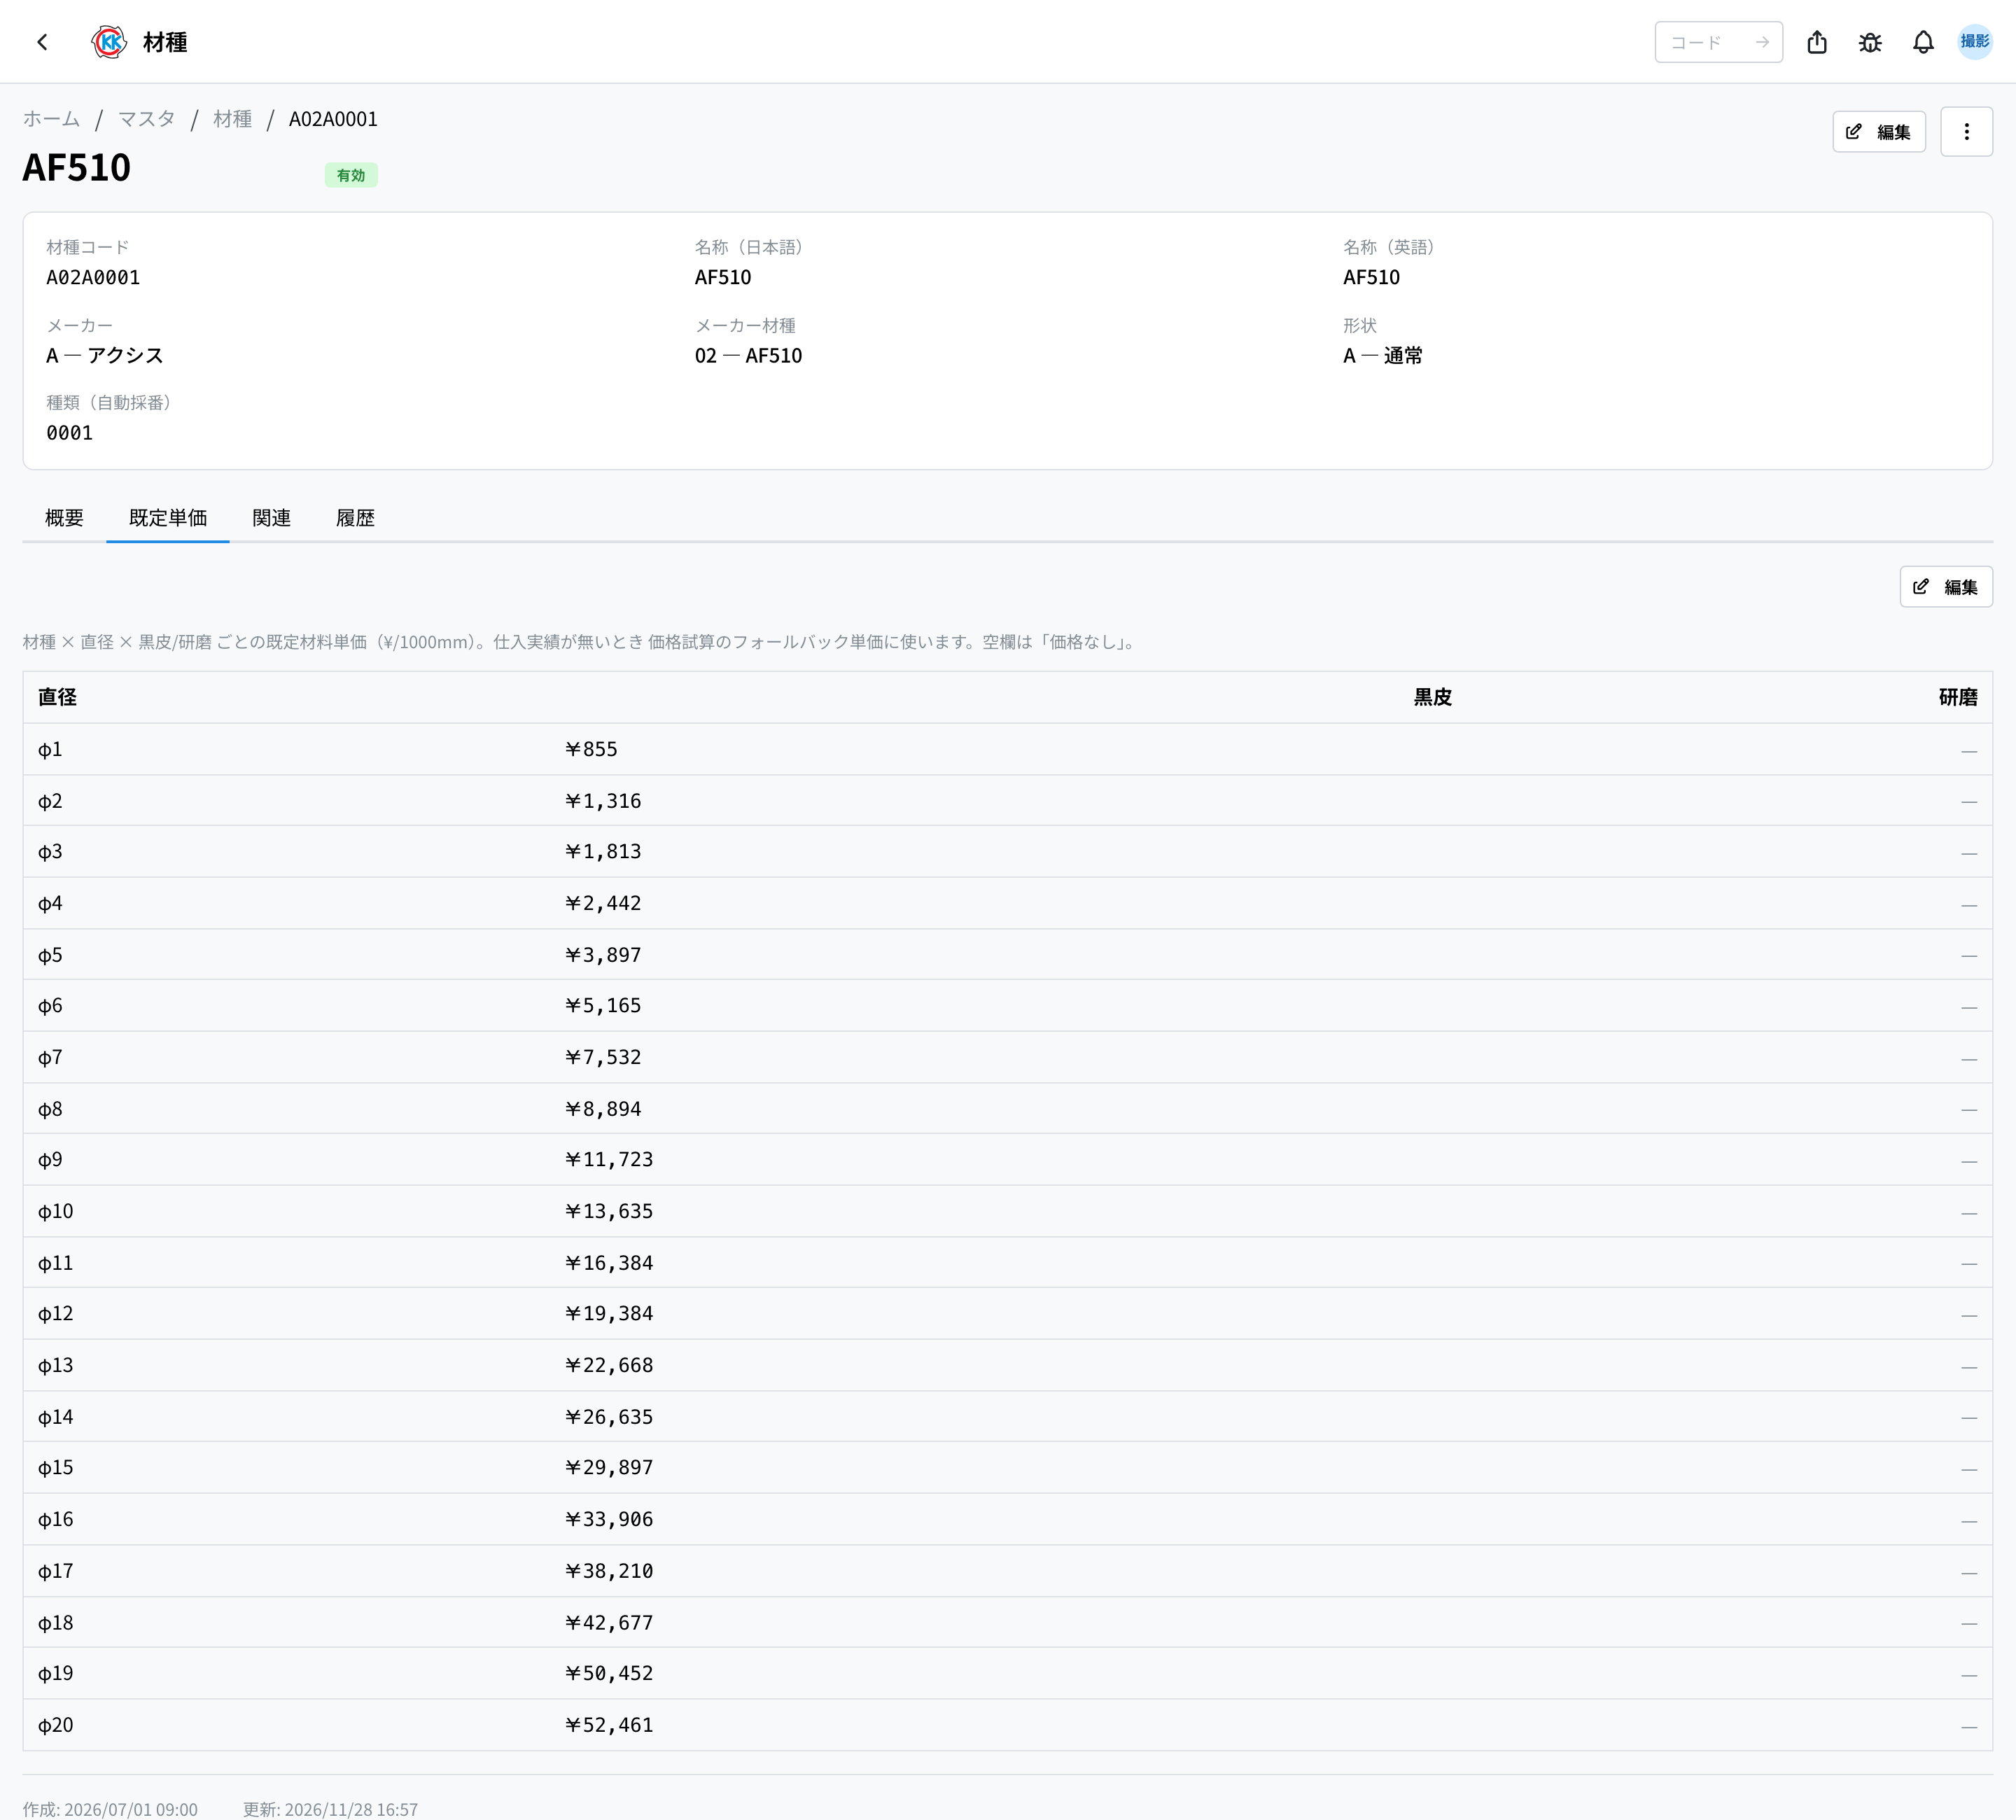 材種
コード
撮影
ホーム / マスタ / 材種 / A02A0001
編集
AF510
有効
材種コード
A02A0001
名称（日本語）
AF510
名称（英語）
AF510
メーカー
A — アクシス
メーカー材種
02 — AF510
形状
A — 通常
種類（自動採番）
0001
概要 既定単価 関連 履歴
編集
材種 × 直径 × 黒皮/研磨 ごとの既定材料単価（¥/1000mm）。仕入実績が無いとき 価格試算のフォールバック単価に使います。空欄は「価格なし」。
直径 黒皮 研磨
φ1 ¥855 —
φ2 ¥1,316 —
φ3 ¥1,813 —
φ4 ¥2,442 —
φ5 ¥3,897 —
φ6 ¥5,165 —
φ7 ¥7,532 —
φ8 ¥8,894 —
φ9 ¥11,723 —
φ10 ¥13,635 —
φ11 ¥16,384 —
φ12 ¥19,384 —
φ13 ¥22,668 —
φ14 ¥26,635 —
φ15 ¥29,897 —
φ16 ¥33,906 —
φ17 ¥38,210 —
φ18 ¥42,677 —
φ19 ¥50,452 —
φ20 ¥52,461 —
作成: 2026/07/01 09:00 更新: 2026/11/28 16:57